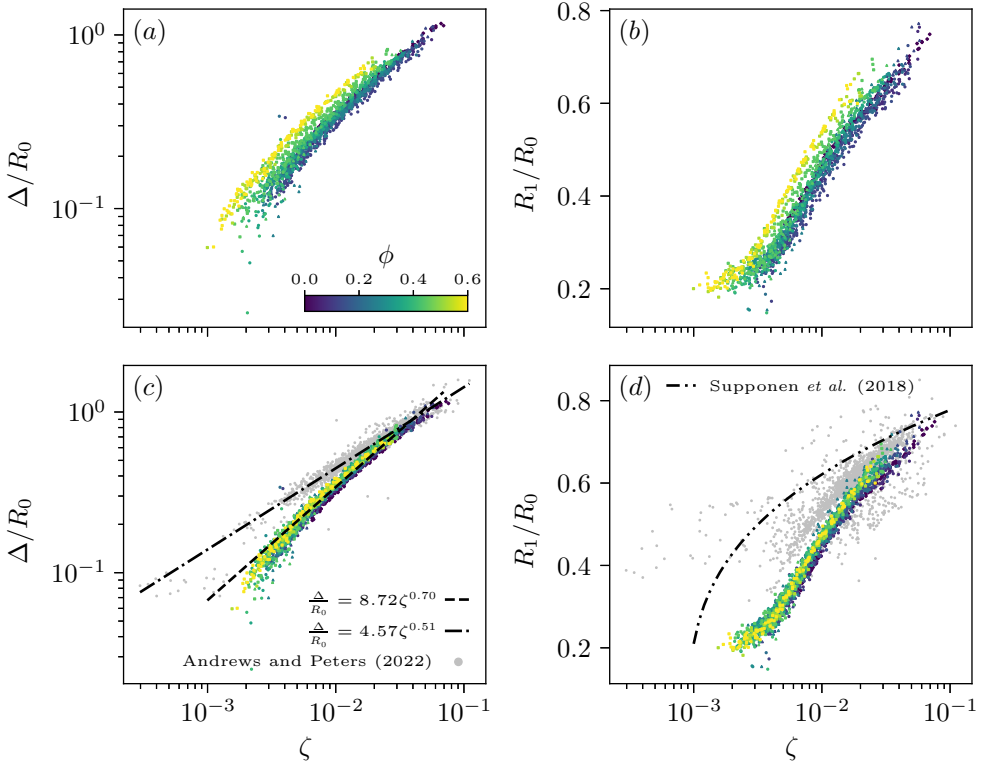 (a)
10^0
10^{-1}
Δ/R_0
ϕ
0.0 0.2 0.4 0.6
(b)
0.8
0.6
0.4
0.2
R_1/R_0
(c)
10^0
10^{-1}
Δ/R_0
Δ/R_0 = 8.72ζ^{0.70}
Δ/R_0 = 4.57ζ^{0.51}
Andrews and Peters (2022)
10^{-3} 10^{-2} 10^{-1}
ζ
(d)
Supponen et al. (2018)
0.8
0.6
0.4
0.2
R_1/R_0
10^{-3} 10^{-2} 10^{-1}
ζ